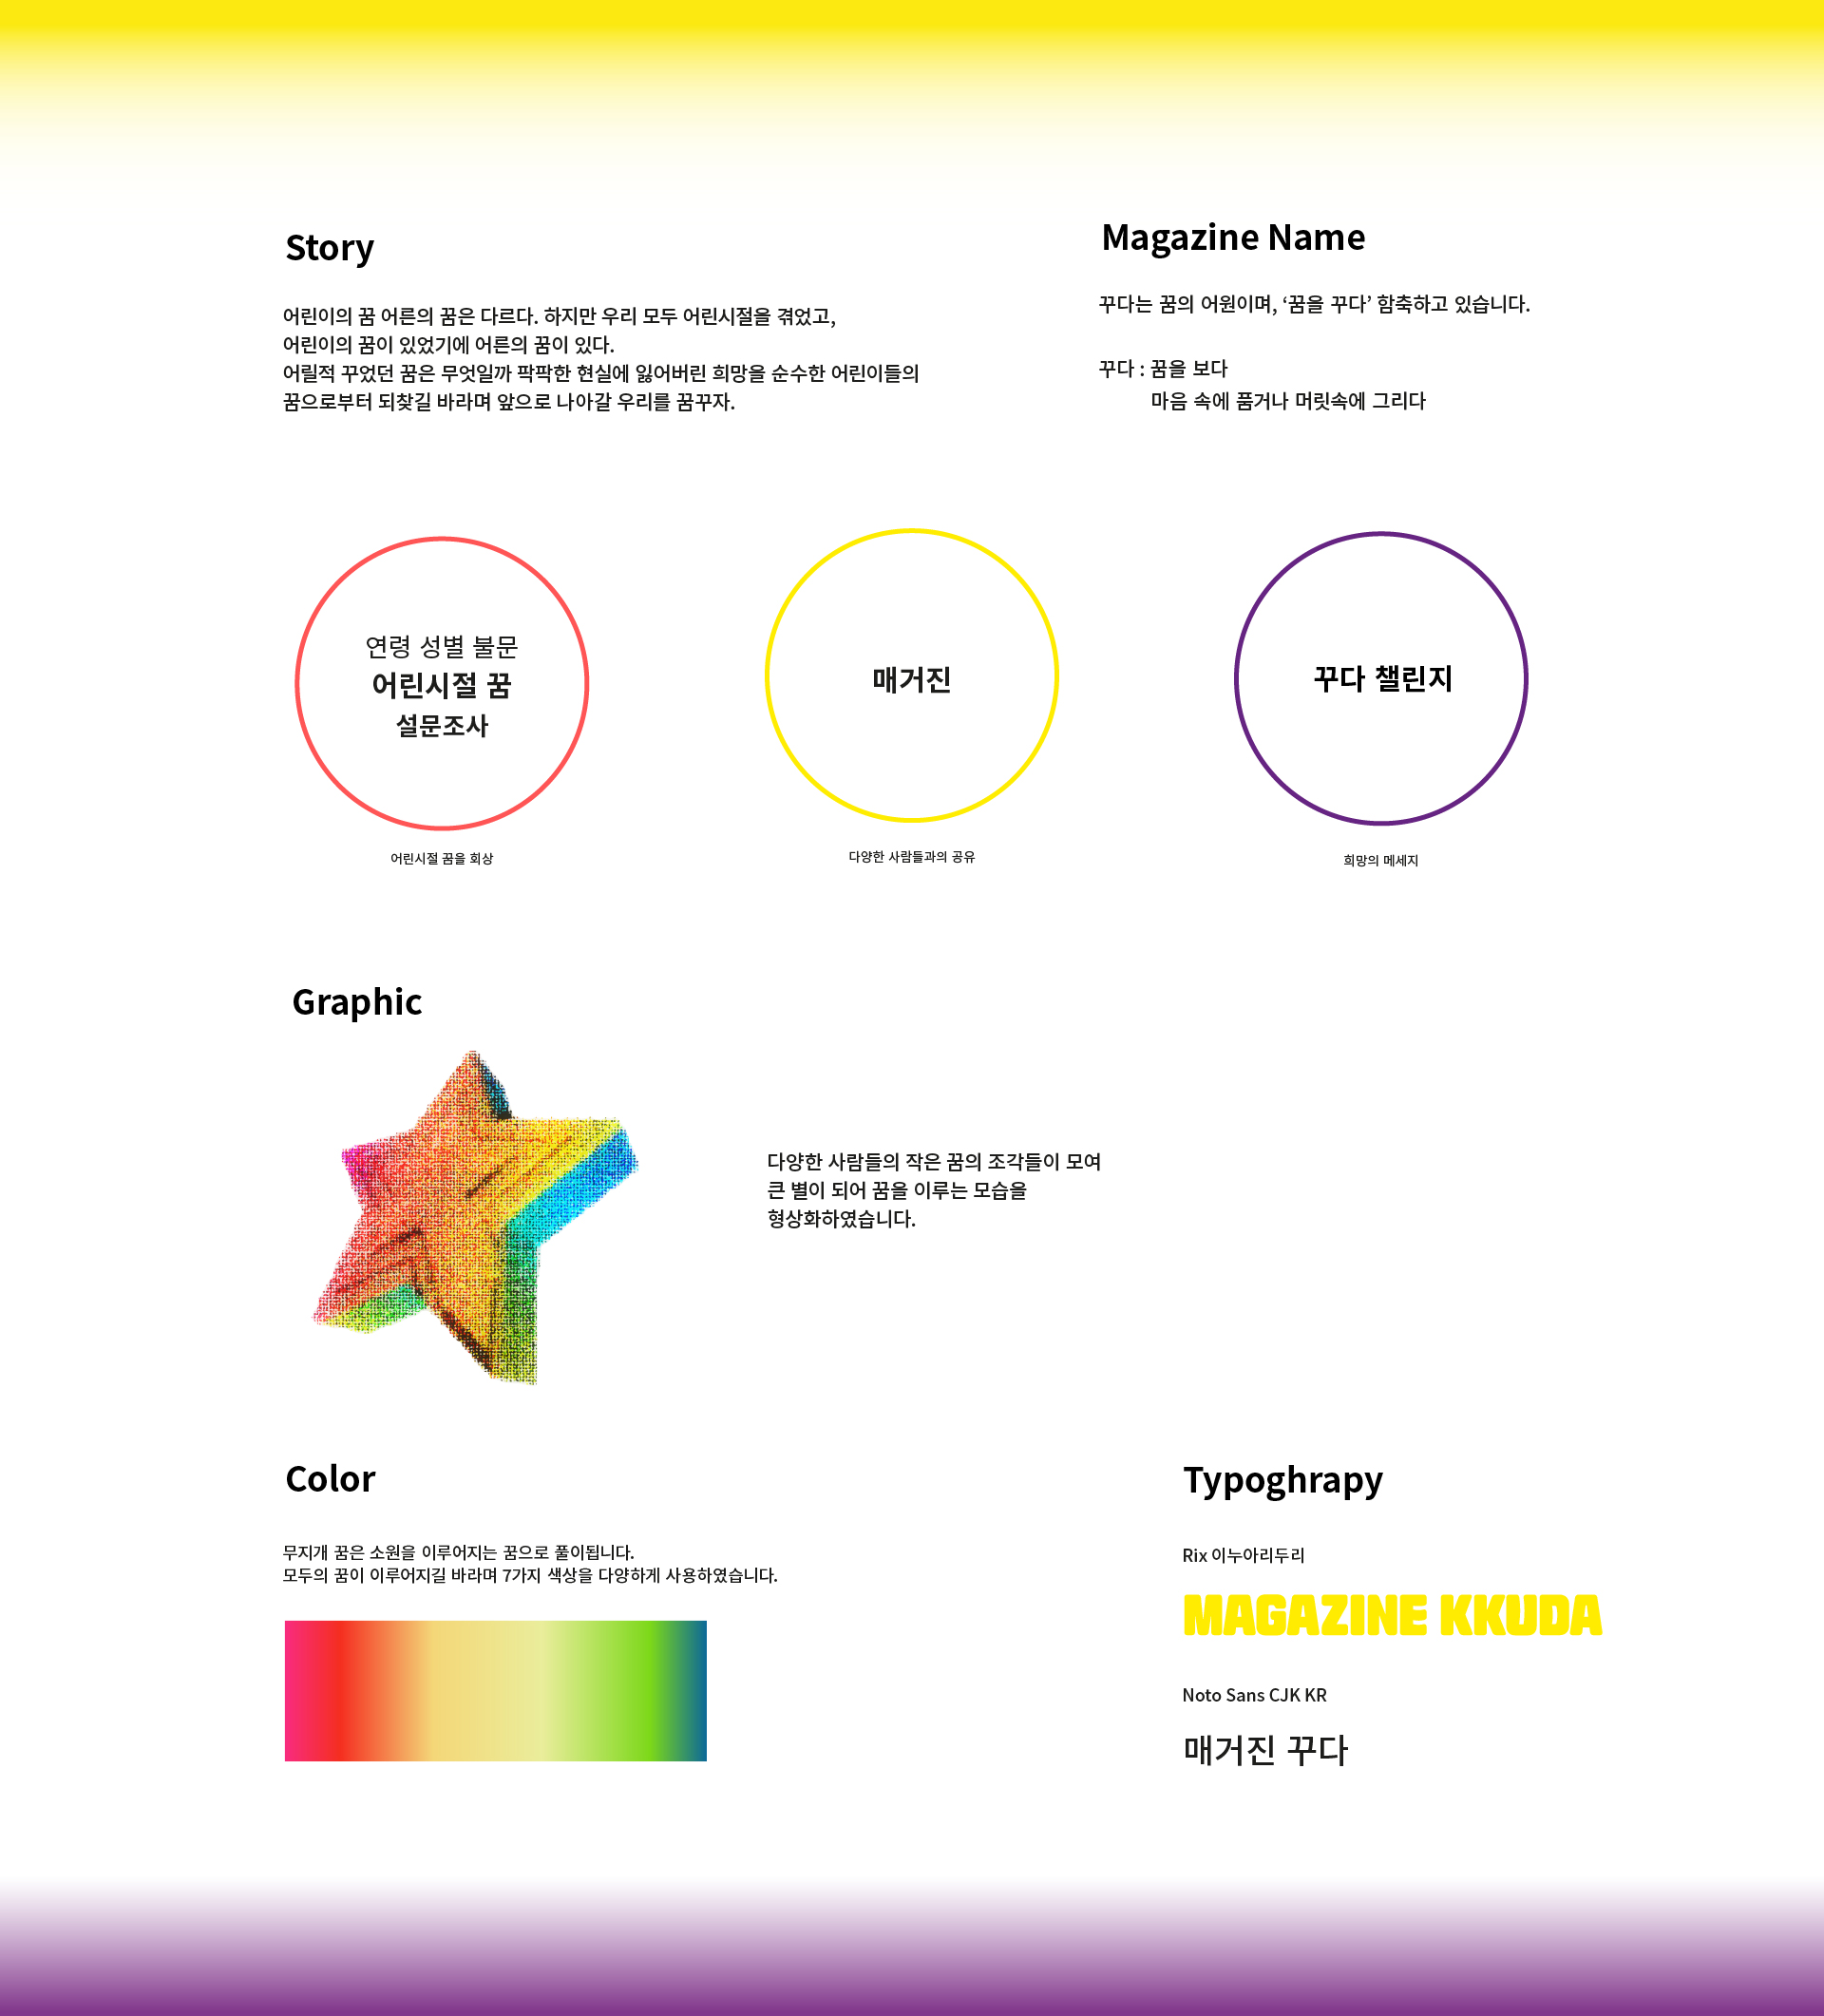 Story
어린이의 꿈 어른의 꿈은 다르다. 하지만 우리 모두 어린시절을 겪었고,
어린이의 꿈이 있었기에 어른의 꿈이 있다.
어릴적 꾸었던 꿈은 무엇일까 팍팍한 현실에 잃어버린 희망을 순수한 어린이들의
꿈으로부터 되찾길 바라며 앞으로 나아갈 우리를 꿈꾸자.
Magazine Name
꾸다는 꿈의 어원이며, ‘꿈을 꾸다’ 함축하고 있습니다.
꾸다 : 꿈을 보다
마음 속에 품거나 머릿속에 그리다
연령 성별 불문
어린시절 꿈
설문조사
어린시절 꿈을 회상
매거진
다양한 사람들과의 공유
꾸다 챌린지
희망의 메세지
Graphic
다양한 사람들의 작은 꿈의 조각들이 모여
큰 별이 되어 꿈을 이루는 모습을
형상화하였습니다.
Color
무지개 꿈은 소원을 이루어지는 꿈으로 풀이됩니다.
모두의 꿈이 이루어지길 바라며 7가지 색상을 다양하게 사용하였습니다.
Typoghrapy
Rix 이누아리두리
MAGAZINE KKUDA
Noto Sans CJK KR
매거진 꾸다